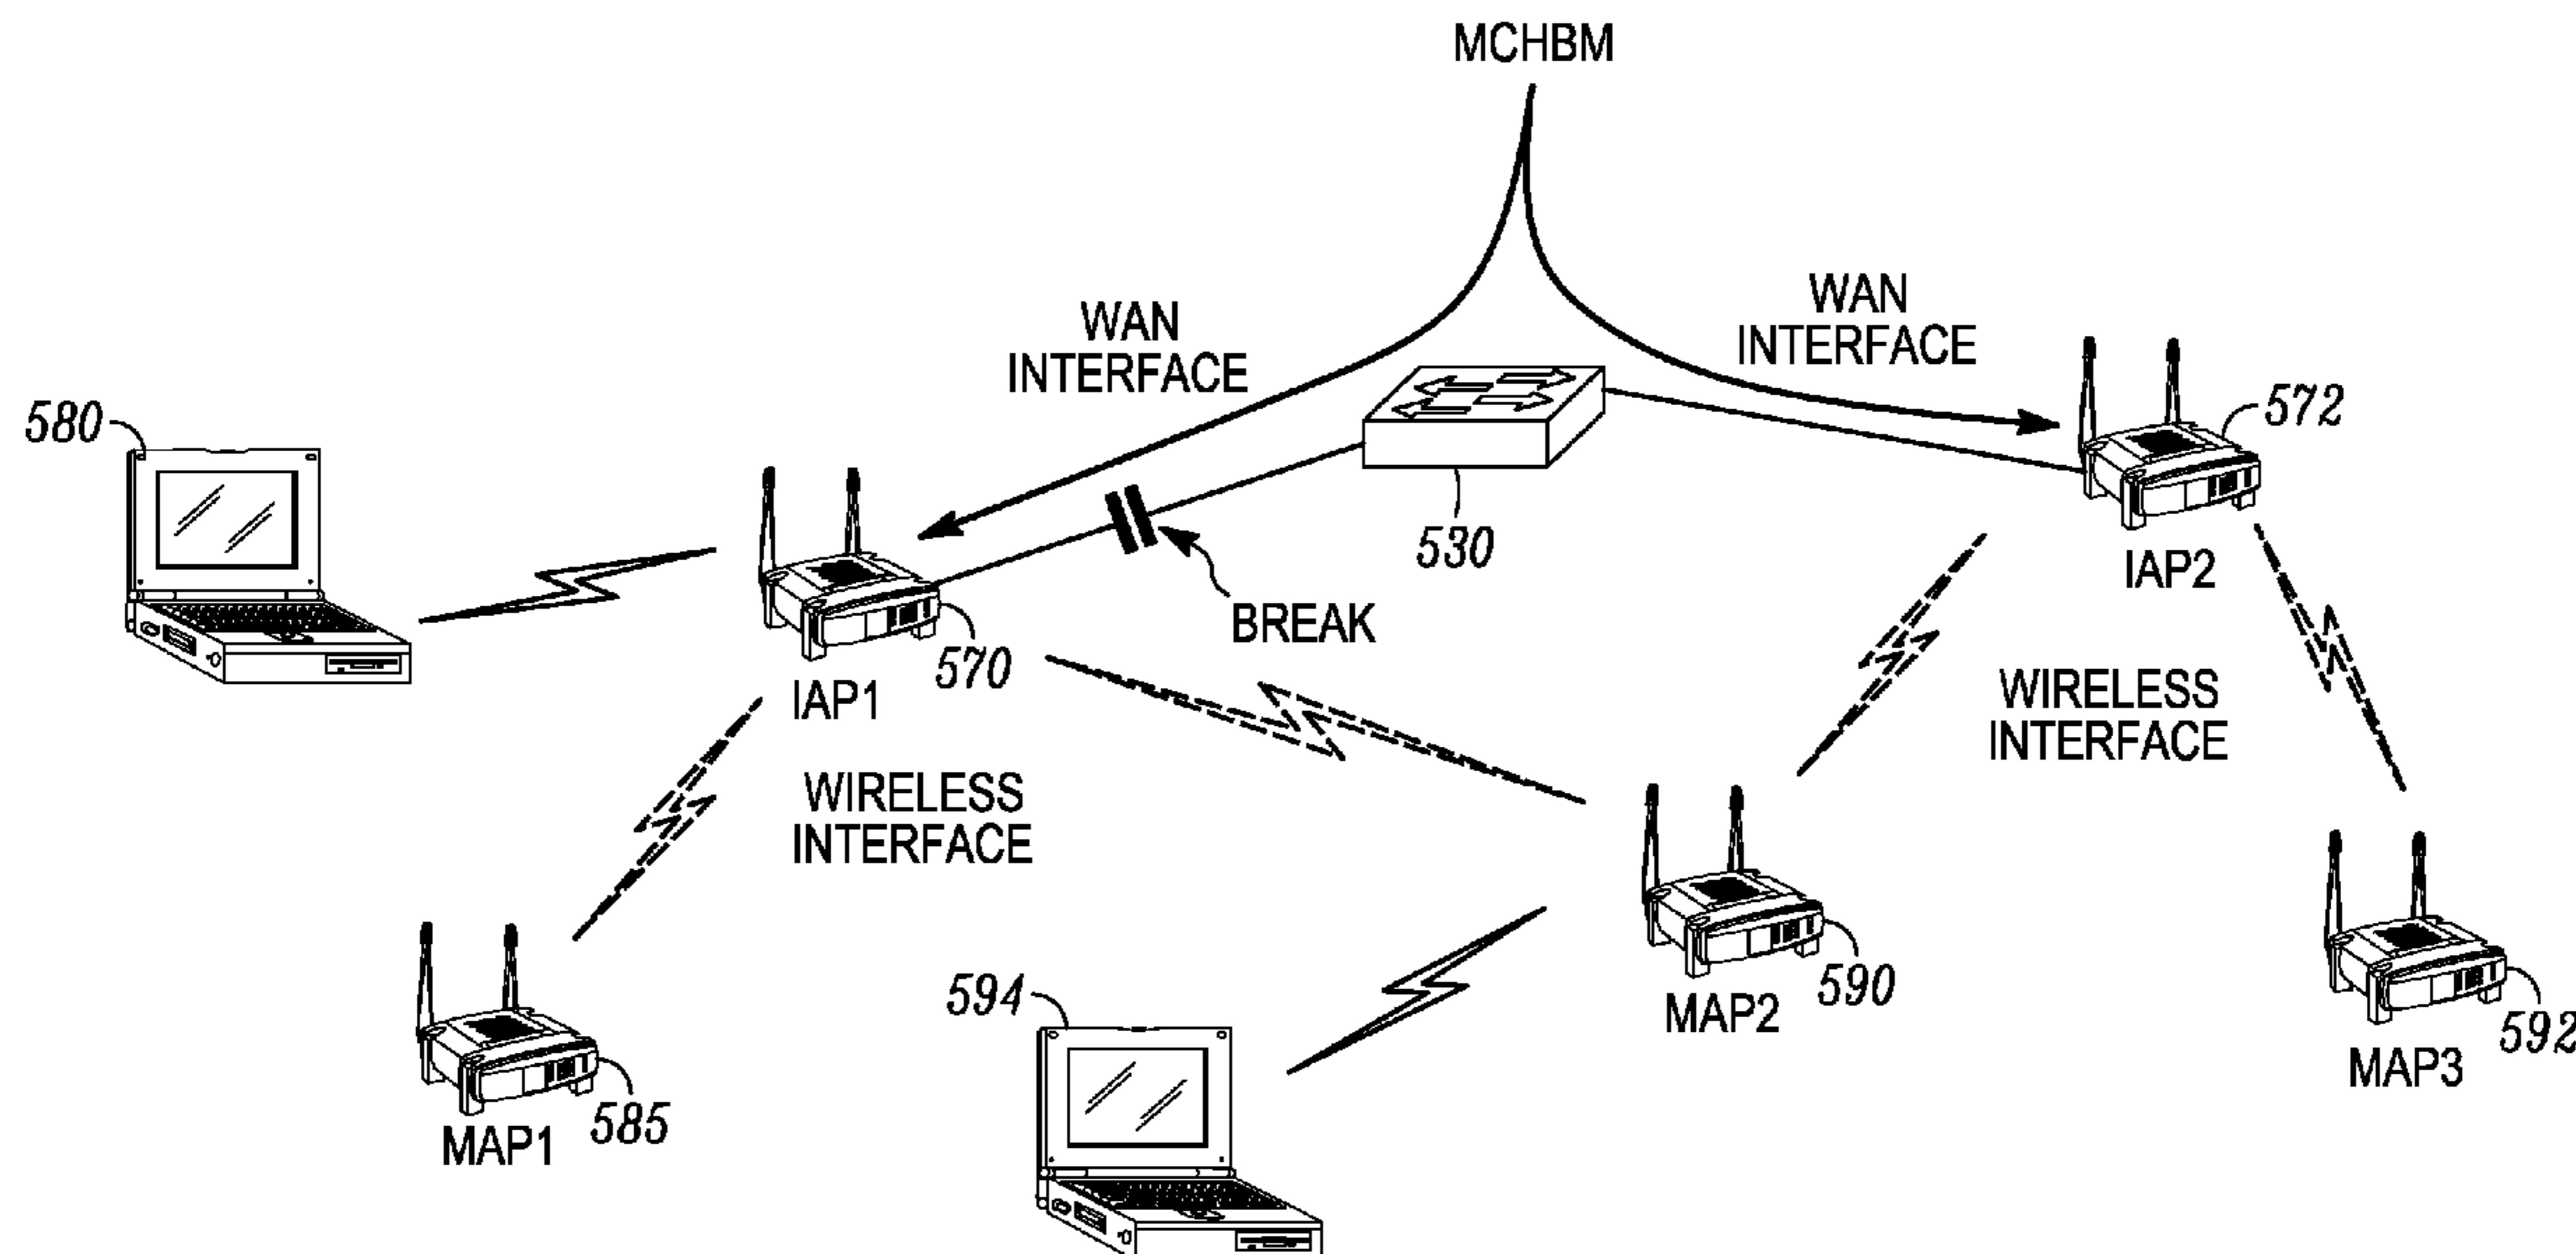 MCHBM
WAN
INTERFACE
WAN
INTERFACE
580
572
530
IAP2
BREAK
570
IAP1
WIRELESS
INTERFACE
WIRELESS
INTERFACE
594
590
MAP2
592
MAP3
585
MAP1